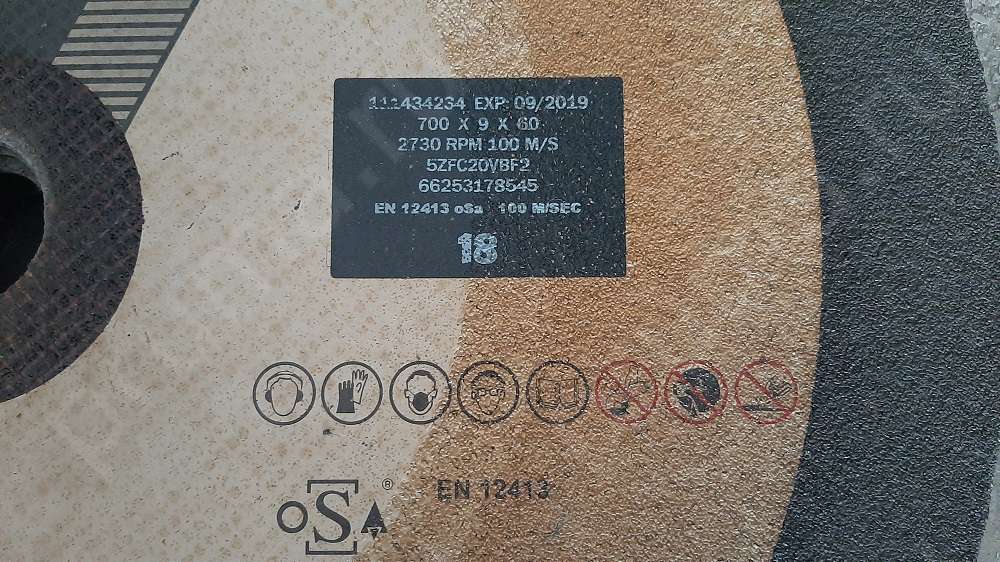 111434234 EXP: 09/2019
700 X 9 X 60
2730 RPM 100 M/S
5ZFC20VBF2
66253178545
EN 12413 oSa 100 M/SEC
18
oSA ®
EN 12413